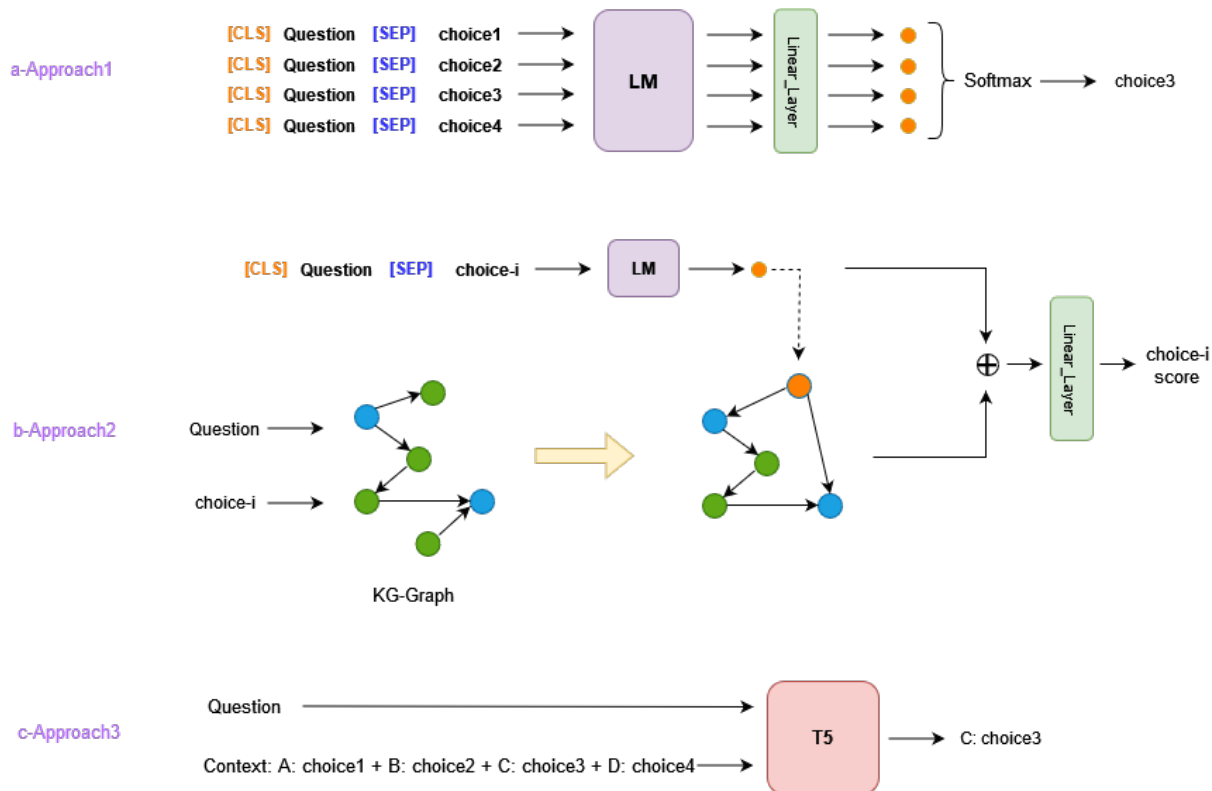 a-Approach1
[CLS] Question [SEP] choice1
[CLS] Question [SEP] choice2
[CLS] Question [SEP] choice3
[CLS] Question [SEP] choice4
LM
Linear_Layer
Softmax
choice3
b-Approach2
[CLS] Question [SEP] choice-i
LM
Question
choice-i
KG-Graph
Linear_Layer
choice-i
score
c-Approach3
Question
Context: A: choice1 + B: choice2 + C: choice3 + D: choice4
T5
C: choice3